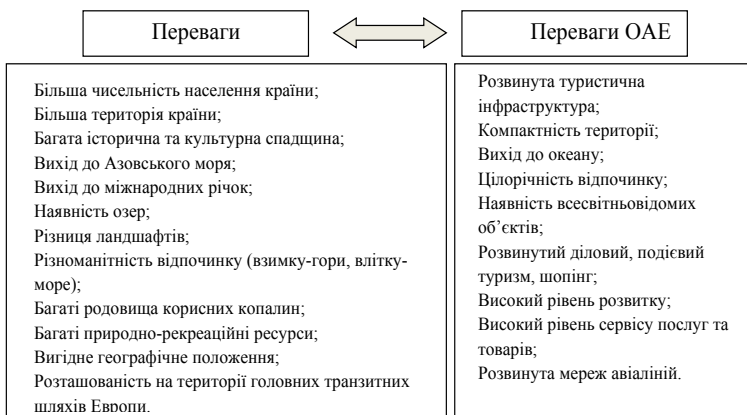 Переваги
Переваги ОАЕ
Більша чисельність населення країни;
Більша територія країни;
Багата історична та культурна спадщина;
Вихід до Азовського моря;
Вихід до міжнародних річок;
Наявність озер;
Різниця ландшафтів;
Різноманітність відпочинку (взимку-гори, влітку-
море);
Багаті родовища корисних копалин;
Багаті природно-рекреаційні ресурси;
Вигідне географічне положення;
Розташованість на території головних транзитних
шляхів Европи.
Розвинута туристична
інфраструктура;
Компактність території;
Вихід до океану;
Цілорічність відпочинку;
Наявність всесвітньовідомих
об’єктів;
Розвинутий діловий, подієвий
туризм, шопінг;
Високий рівень розвитку;
Високий рівень сервісу послуг та
товарів;
Розвинута мереж авіаліній.